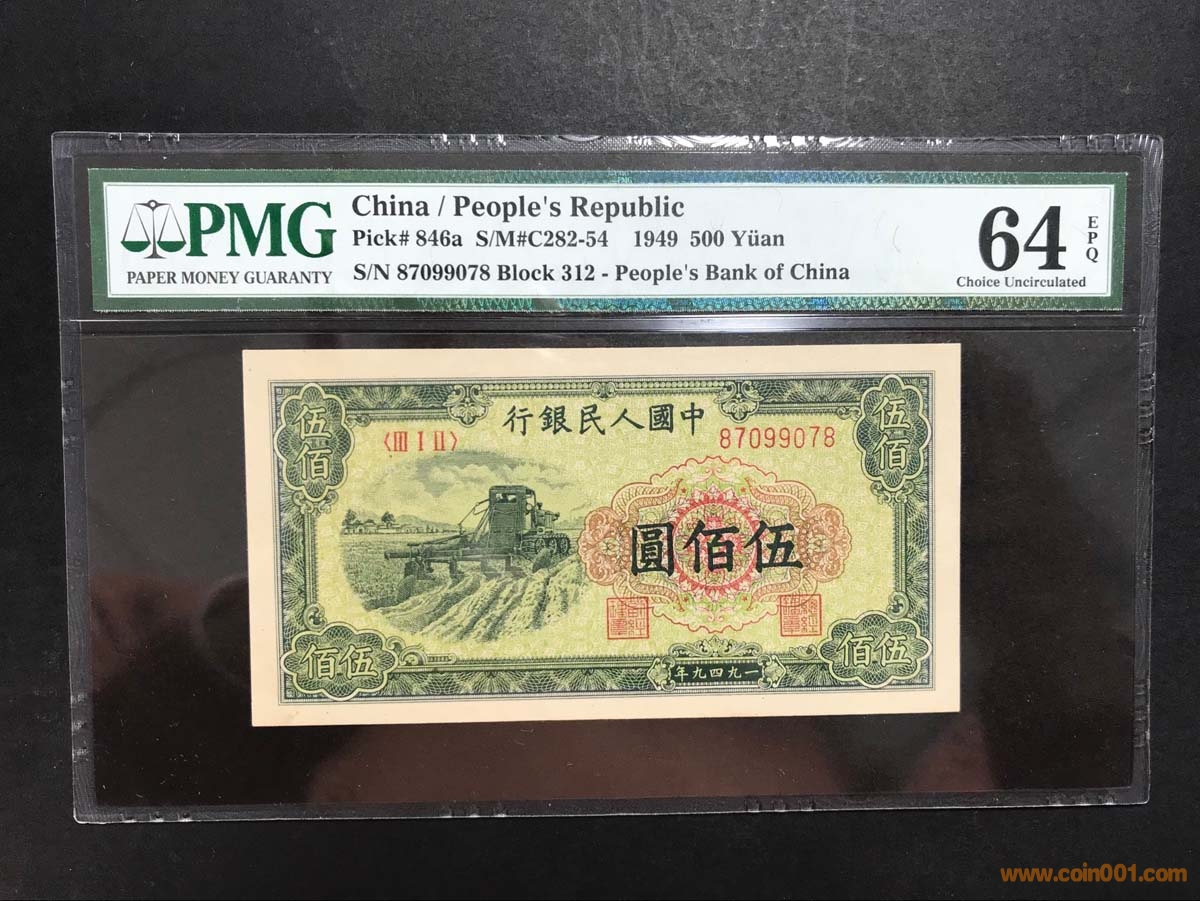 PMG
PAPER MONEY GUARANTY
China / People's Republic
Pick# 846a S/M#C282-54 1949 500 Yüan
S/N 87099078 Block 312 - People's Bank of China
64
EPQ
Choice Uncirculated
行銀民人國中
〈III I II〉
87099078
伍佰
伍佰
圓佰伍
佰伍
佰伍
年九四九一
www.coin001.com